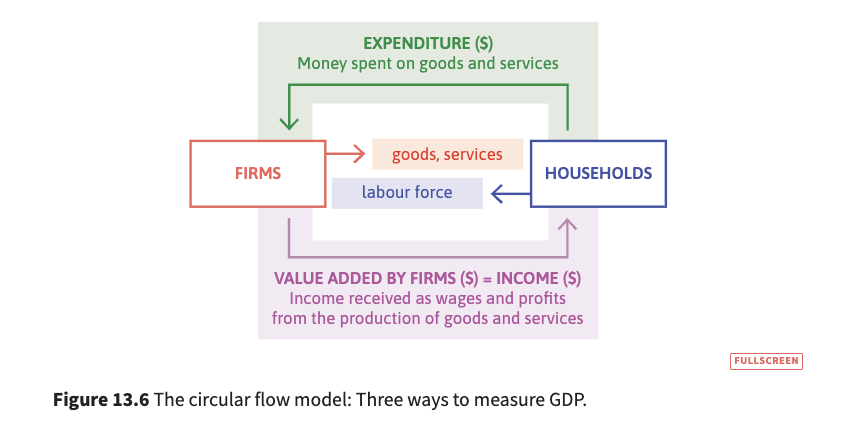 EXPENDITURE ($)
Money spent on goods and services
FIRMS
goods, services
labour force
HOUSEHOLDS
VALUE ADDED BY FIRMS ($) = INCOME ($)
Income received as wages and profits
from the production of goods and services
FULLSCREEN
Figure 13.6 The circular flow model: Three ways to measure GDP.